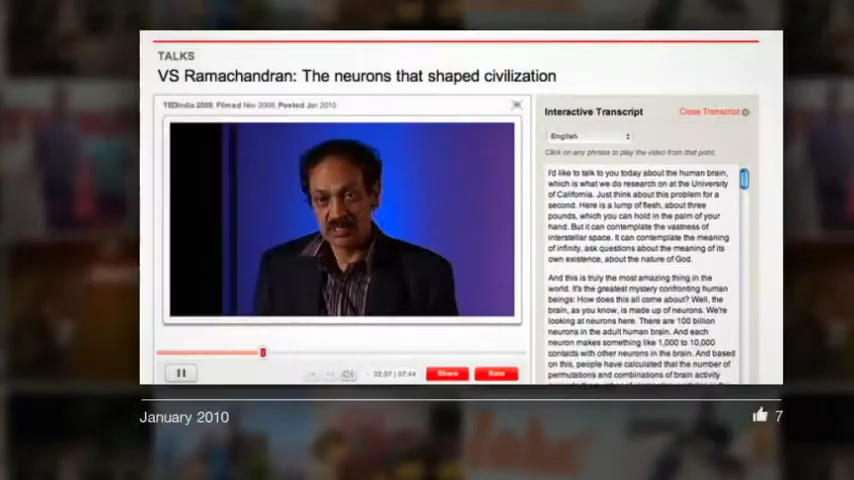 TALKS
VS Ramachandran: The neurons that shaped civilization
TEDIndia 2009, Filmed Nov 2009, Posted Jan 2010
Interactive Transcript
Close Transcript
English
Click on any phrase to play the video from that point.
I'd like to talk to you today about the human brain,
which is what we do research on at the University
of California. Just think about this problem for a
second. Here is a lump of flesh, about three
pounds, which you can hold in the palm of your
hand. But it can contemplate the vastness of
interstellar space. It can contemplate the meaning
of infinity, ask questions about the meaning of its
own existence, about the nature of God.
And this is truly the most amazing thing in the
world. It's the greatest mystery confronting human
beings: How does this all come about? Well, the
brain, as you know, is made up of neurons. We're
looking at neurons here. There are 100 billion
neurons in the adult human brain. And each
neuron makes something like 1,000 to 10,000
contacts with other neurons in the brain. And based
on this, people have calculated that the number of
permutations and combinations of brain activity
02:07 / 07:44
Share
Rate
January 2010
7